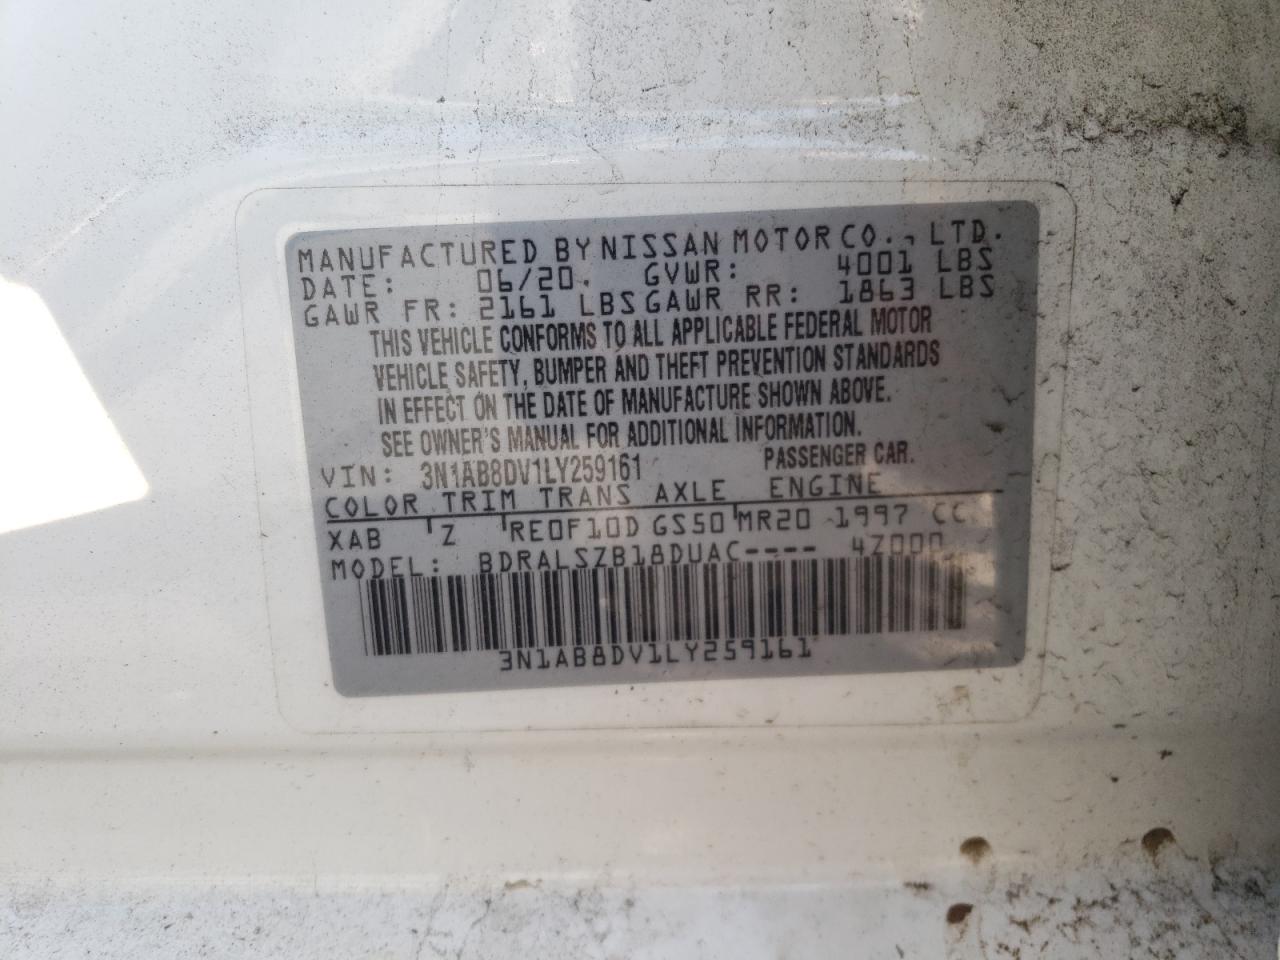 MANUFACTURED BY NISSAN MOTOR CO., LTD.
DATE: 06/20. GVWR: 4001 LBS
GAWR FR: 2161 LBS GAWR RR: 1863 LBS
THIS VEHICLE CONFORMS TO ALL APPLICABLE FEDERAL MOTOR
VEHICLE SAFETY, BUMPER AND THEFT PREVENTION STANDARDS
IN EFFECT ON THE DATE OF MANUFACTURE SHOWN ABOVE.
SEE OWNER'S MANUAL FOR ADDITIONAL INFORMATION.
VIN: 3N1AB8DV1LY259161 PASSENGER CAR.
COLOR TRIM TRANS AXLE ENGINE
XAB Z RE0F10D GS50 MR20 1997 CC
MODEL: BDRALSZB18DUAC---- 4Z000
3N1AB8DV1LY259161